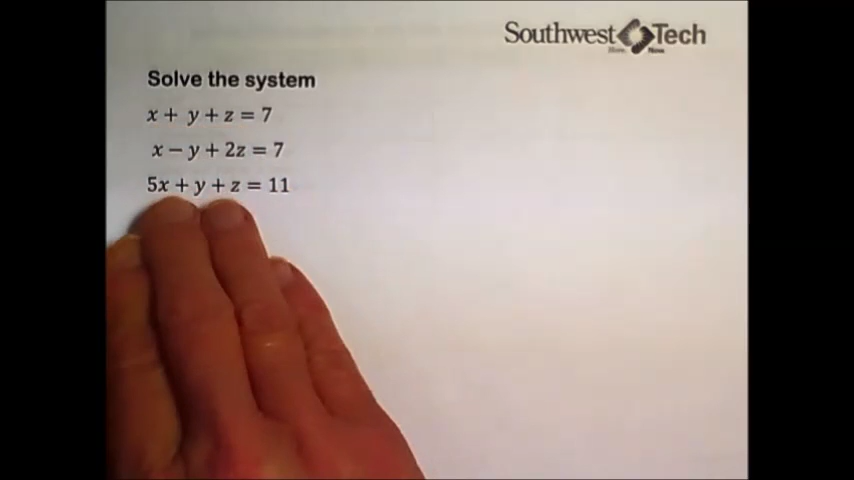 Southwest Tech
Solve the system
x + y + z = 7
x − y + 2z = 7
5x + y + z = 11